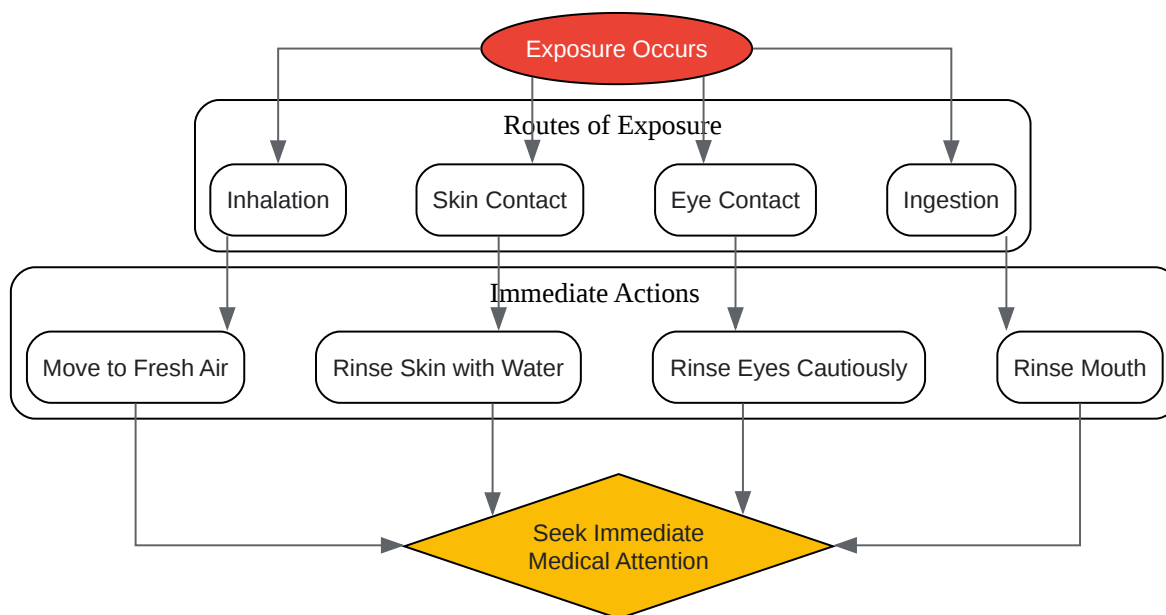 Exposure Occurs
Routes of Exposure
Inhalation
Skin Contact
Eye Contact
Ingestion
Immediate Actions
Move to Fresh Air
Rinse Skin with Water
Rinse Eyes Cautiously
Rinse Mouth
Seek Immediate
Medical Attention